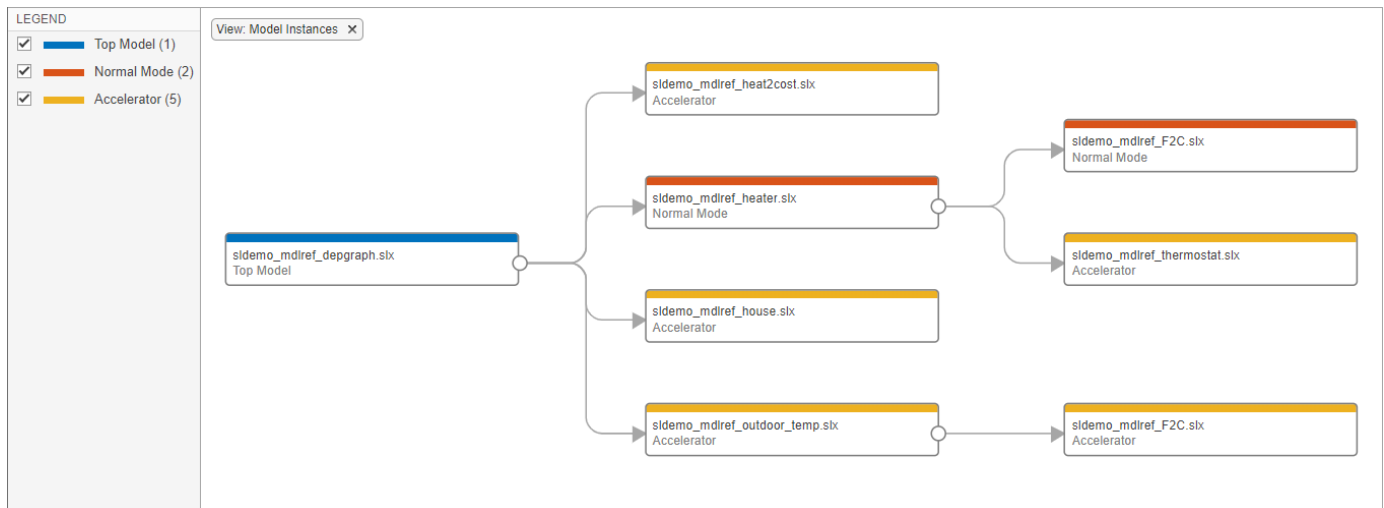 LEGEND
Top Model (1)
Normal Mode (2)
Accelerator (5)
View: Model Instances ×
sldemo_mdlref_depgraph.slx
Top Model
sldemo_mdlref_heat2cost.slx
Accelerator
sldemo_mdlref_heater.slx
Normal Mode
sldemo_mdlref_house.slx
Accelerator
sldemo_mdlref_outdoor_temp.slx
Accelerator
sldemo_mdlref_F2C.slx
Normal Mode
sldemo_mdlref_thermostat.slx
Accelerator
sldemo_mdlref_F2C.slx
Accelerator